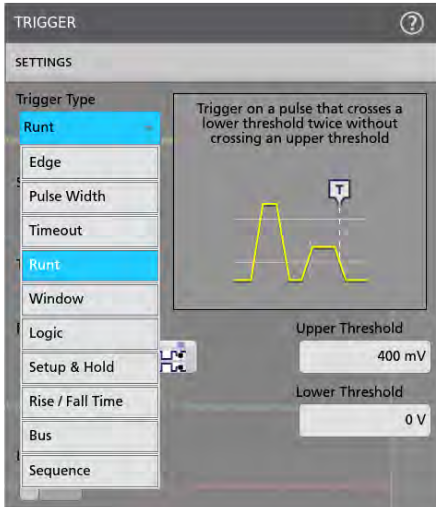 TRIGGER
?
SETTINGS
Trigger Type
Runt
Trigger on a pulse that crosses a
lower threshold twice without
crossing an upper threshold
T
Edge
Pulse Width
Timeout
Runt
Window
Logic
Setup & Hold
Rise / Fall Time
Bus
Sequence
Upper Threshold
400 mV
Lower Threshold
0 V